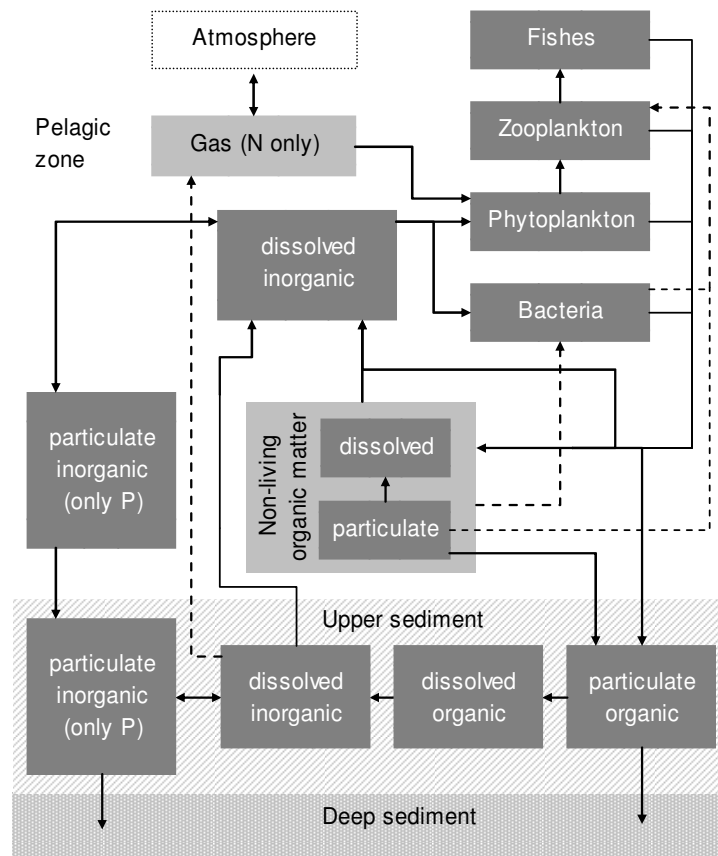 Atmosphere
Fishes
Pelagic
zone
Gas (N only)
Zooplankton
Phytoplankton
dissolved
inorganic
Bacteria
particulate
inorganic
(only P)
Non-living
organic matter
dissolved
particulate
Upper sediment
particulate
inorganic
(only P)
dissolved
inorganic
dissolved
organic
particulate
organic
Deep sediment